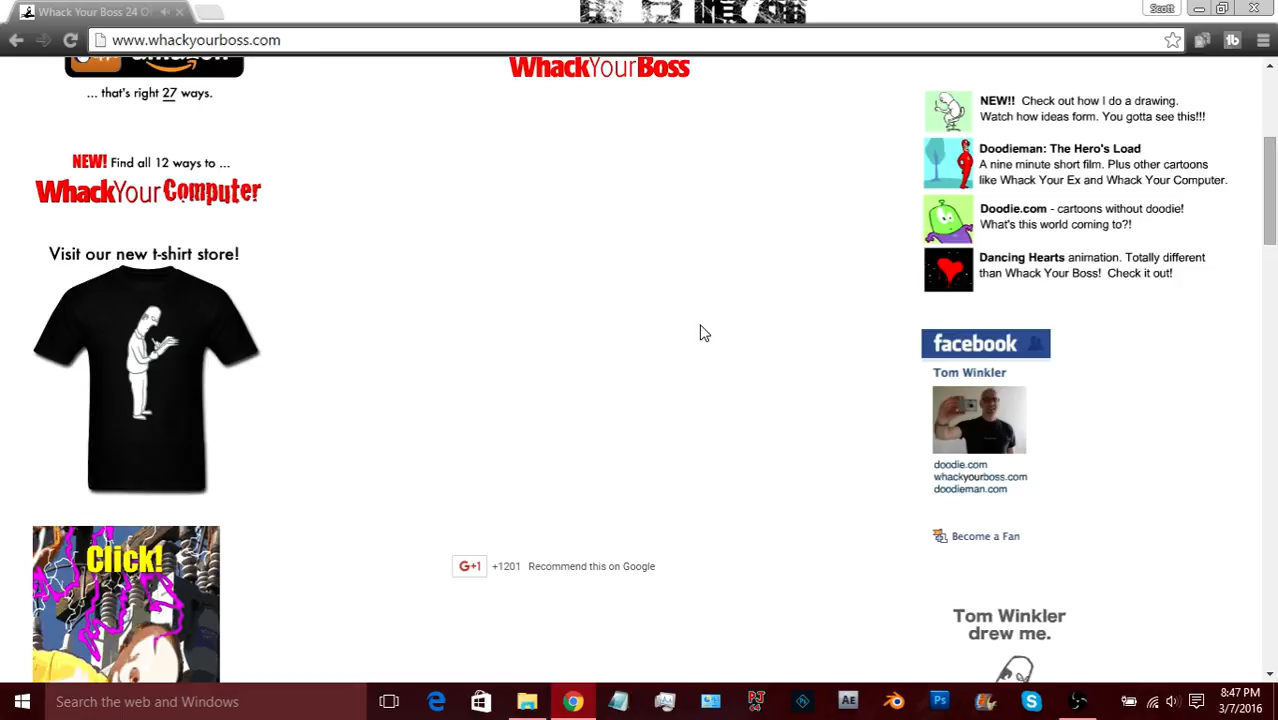 Whack Your Boss 24 O
Scott
www.whackyourboss.com
amazon
... that's right 27 ways.
NEW! Find all 12 ways to ...
WhackYourComputer
Visit our new t-shirt store!
Click!
WhackYourBoss
G+1 +1201 Recommend this on Google
NEW!! Check out how I do a drawing.
Watch how ideas form. You gotta see this!!!
Doodieman: The Hero's Load
A nine minute short film. Plus other cartoons
like Whack Your Ex and Whack Your Computer.
Doodie.com - cartoons without doodie!
What's this world coming to?!
Dancing Hearts animation. Totally different
than Whack Your Boss! Check it out!
facebook
Tom Winkler
doodie.com
whackyourboss.com
doodieman.com
Become a Fan
Tom Winkler
drew me.
Search the web and Windows
PT
64
Ae
Ps
8:47 PM
3/7/2016